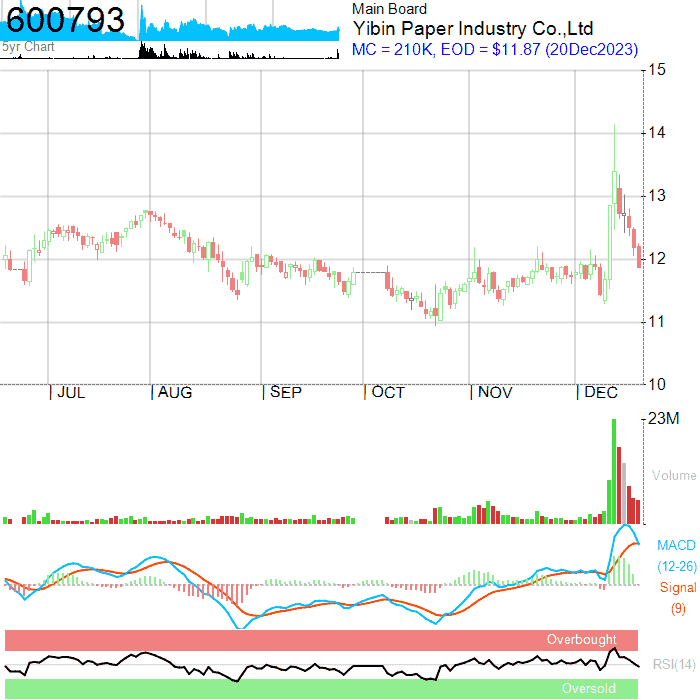 600793
5yr Chart
Main Board
Yibin Paper Industry Co.,Ltd
MC = 210K, EOD = $11.87 (20Dec2023)
15
14
13
12
11
10
JUL
AUG
SEP
OCT
NOV
DEC
23M
Volume
MACD
(12-26)
Signal
(9)
Overbought
RSI(14)
Oversold